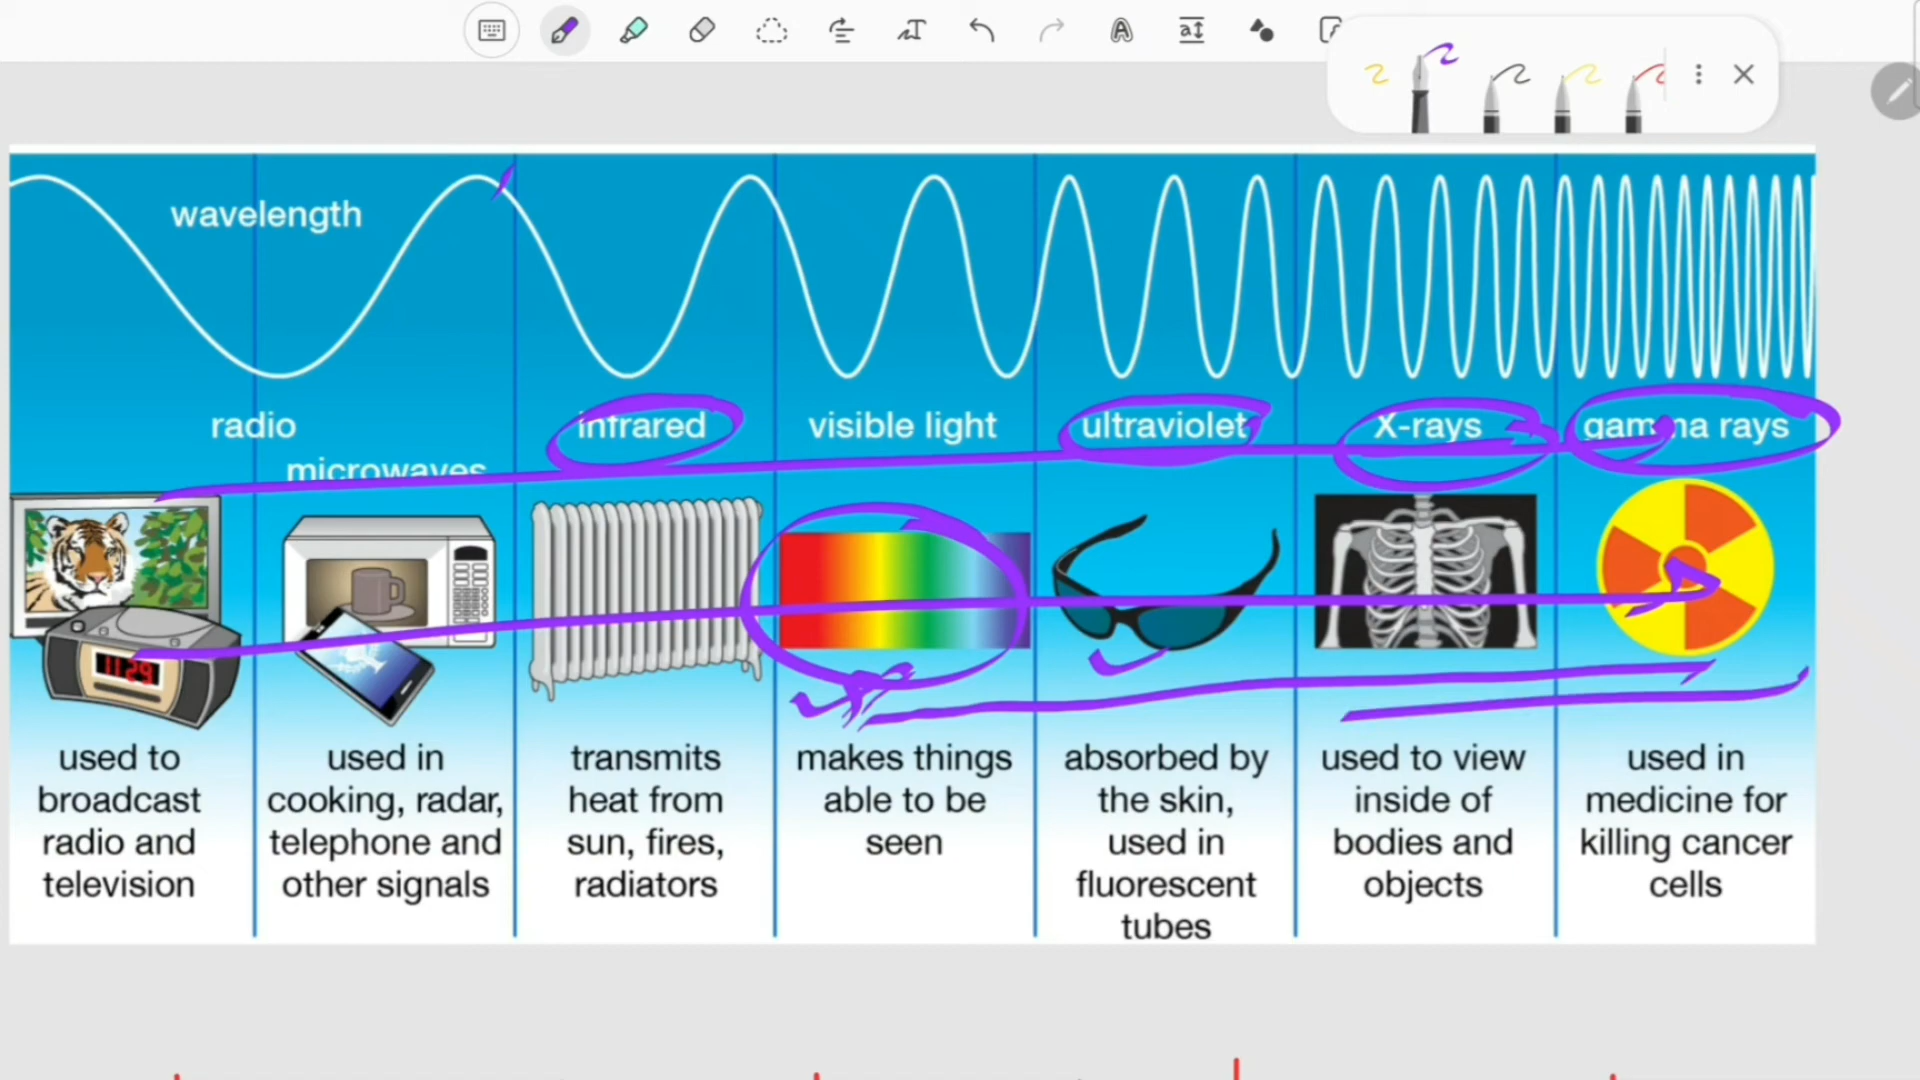 wavelength
radio
microwaves
infrared
visible light
ultraviolet
X-rays
gamma rays
11:29
used to
broadcast
radio and
television
used in
cooking, radar,
telephone and
other signals
transmits
heat from
sun, fires,
radiators
makes things
able to be
seen
absorbed by
the skin,
used in
fluorescent
tubes
used to view
inside of
bodies and
objects
used in
medicine for
killing cancer
cells